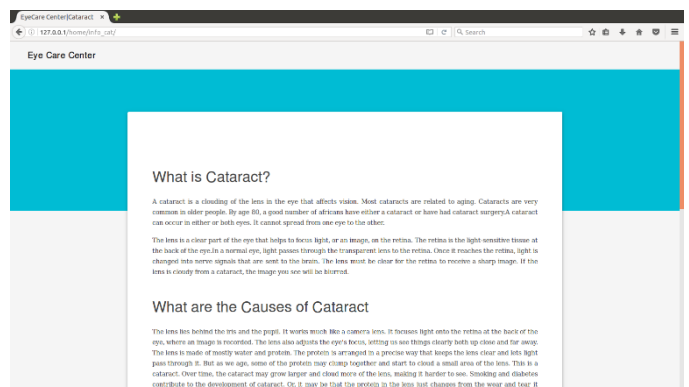 EyeCare Center|Cataract
127.0.0.1/home/info_cat/
Search
Eye Care Center
What is Cataract?
A cataract is a clouding of the lens in the eye that affects vision. Most cataracts are related to aging. Cataracts are very
common in older people. By age 80, a good number of africans have either a cataract or have had cataract surgery.A cataract
can occur in either or both eyes. It cannot spread from one eye to the other.
The lens is a clear part of the eye that helps to focus light, or an image, on the retina. The retina is the light-sensitive tissue at
the back of the eye.In a normal eye, light passes through the transparent lens to the retina. Once it reaches the retina, light is
changed into nerve signals that are sent to the brain. The lens must be clear for the retina to receive a sharp image. If the
lens is cloudy from a cataract, the image you see will be blurred.
What are the Causes of Cataract
The lens lies behind the iris and the pupil. It works much like a camera lens. It focuses light onto the retina at the back of the
eye, where an image is recorded. The lens also adjusts the eye's focus, letting us see things clearly both up close and far away.
The lens is made of mostly water and protein. The protein is arranged in a precise way that keeps the lens clear and lets light
pass through it. But as we age, some of the protein may clump together and start to cloud a small area of the lens. This is a
cataract. Over time, the cataract may grow larger and cloud more of the lens, making it harder to see. Smoking and diabetes
contribute to the development of cataract. Or, it may be that the protein in the lens just changes from the wear and tear it